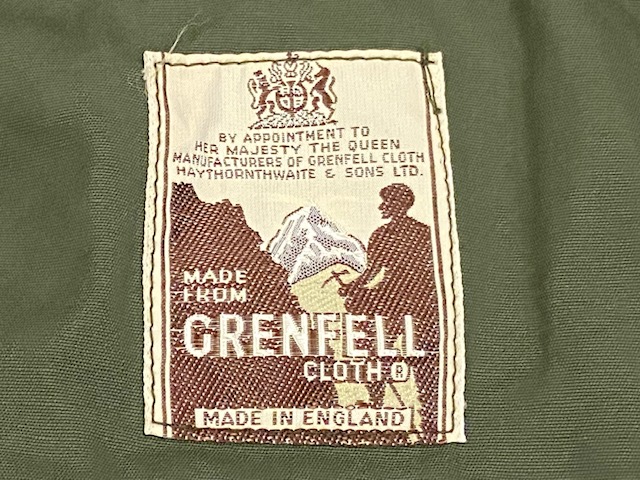 BY APPOINTMENT TO
HER MAJESTY THE QUEEN
MANUFACTURERS OF GRENFELL CLOTH
HAYTHORNTHWAITE & SONS LTD.
MADE
FROM
GRENFELL
CLOTH ®
MADE IN ENGLAND